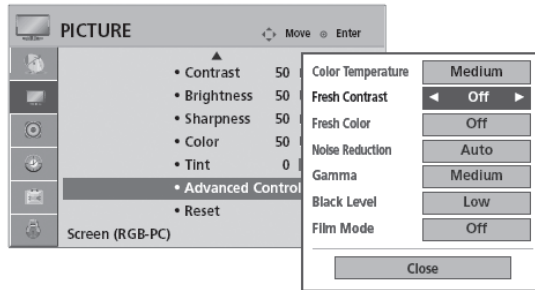 PICTURE
Move Enter
• Contrast 50
• Brightness 50
• Sharpness 50
• Color 50
• Tint 0
• Advanced Control
• Reset
Screen (RGB-PC)
Color Temperature Medium
Fresh Contrast ◄ Off ►
Fresh Color Off
Noise Reduction Auto
Gamma Medium
Black Level Low
Film Mode Off
Close